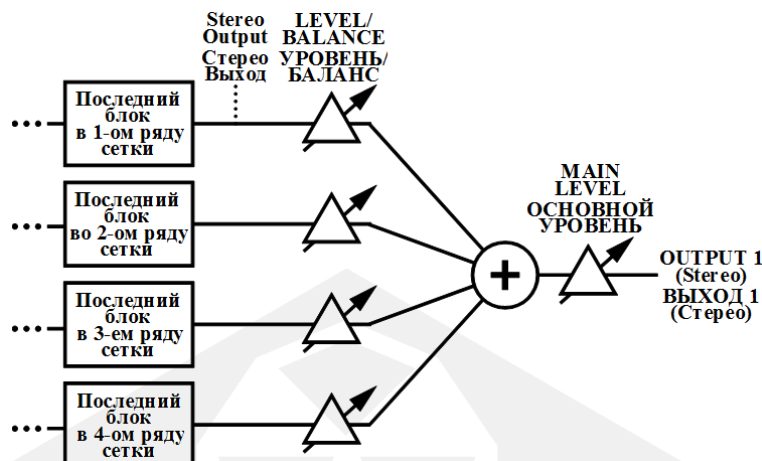 Stereo
Output
Стерео
Выход
LEVEL/
BALANCE
УРОВЕНЬ/
БАЛАНС
Последний
блок
в 1-ом ряду
сетки
Последний
блок
во 2-ом ряду
сетки
Последний
блок
в 3-ем ряду
сетки
Последний
блок
в 4-ом ряду
сетки
+
MAIN
LEVEL
ОСНОВНОЙ
УРОВЕНЬ
OUTPUT 1
(Stereo)
ВЫХОД 1
(Стерео)